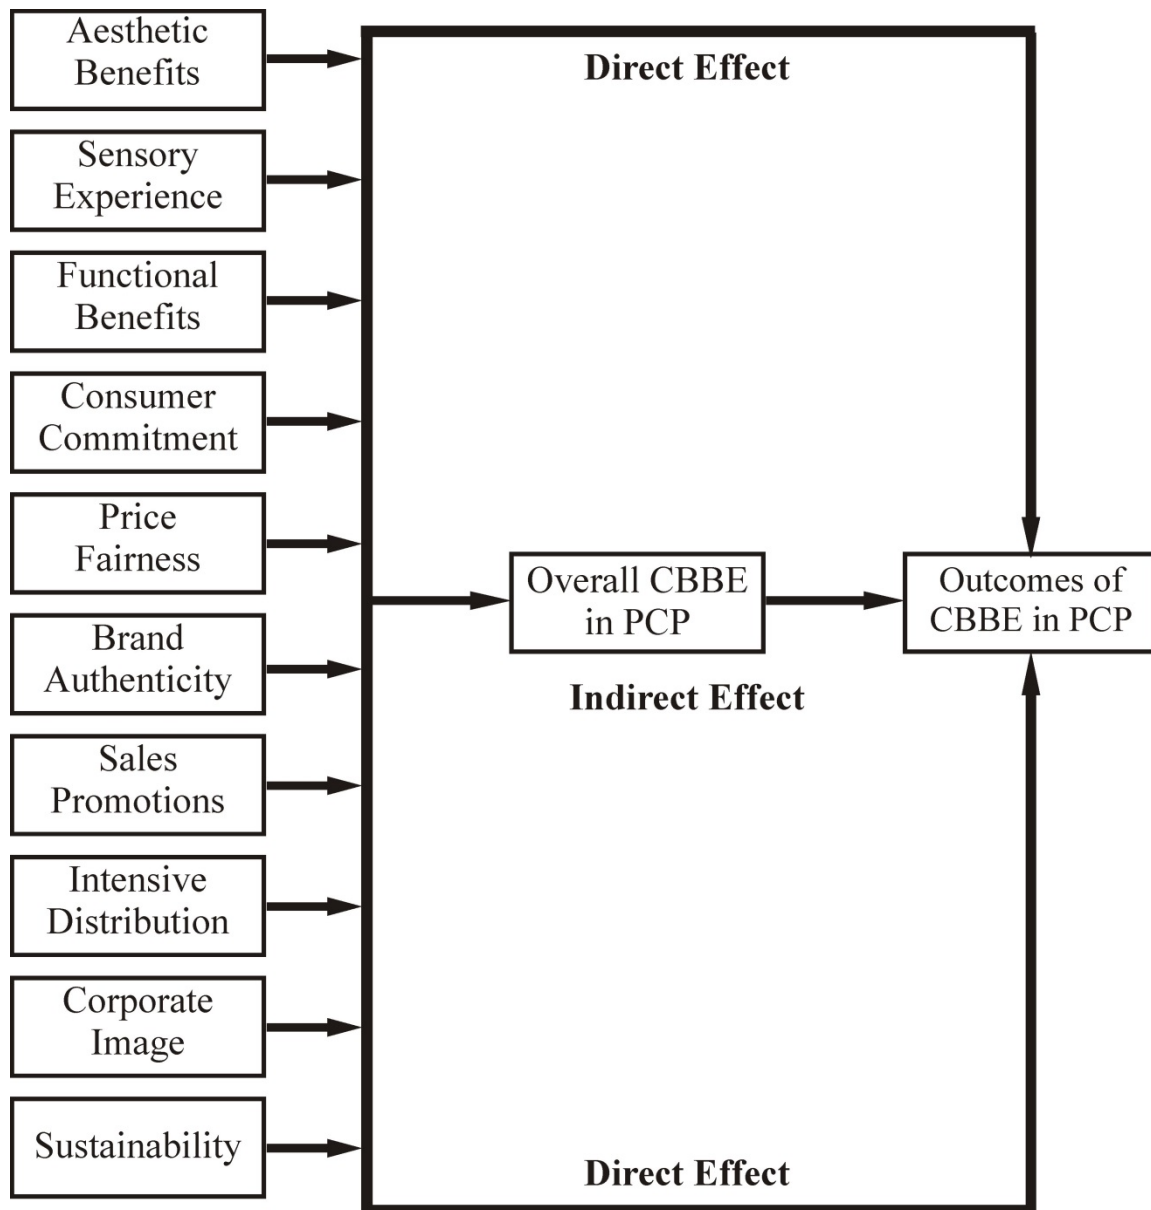 Aesthetic
Benefits
Sensory
Experience
Functional
Benefits
Consumer
Commitment
Price
Fairness
Brand
Authenticity
Sales
Promotions
Intensive
Distribution
Corporate
Image
Sustainability
Direct Effect
Overall CBBE
in PCP
Indirect Effect
Outcomes of
CBBE in PCP
Direct Effect